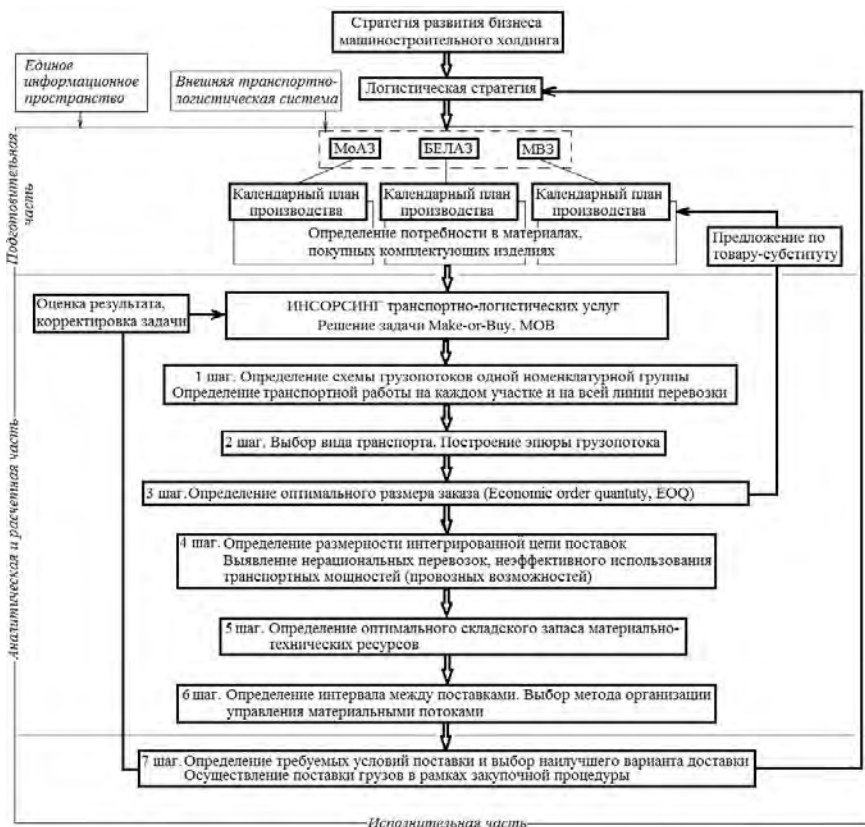 Стратегия развития бизнеса
машиностроительного холдинга
Единое
информационное
пространство
Внешняя транспортно-
логистическая система
Логистическая стратегия
Подготовительная
часть
МоАЗ
БЕЛАЗ
МВЗ
Календарный план
производства
Календарный план
производства
Календарный план
производства
Определение потребности в материалах,
покупных комплектующих изделиях
Предложение по
товару-субституту
Оценка результата,
корректировка задачи
ИНСОРСИНГ транспортно-логистических услуг
Решение задачи Make-or-Buy, MOB
Аналитическая и расчетная часть
1 шаг. Определение схемы грузопотоков одной номенклатурной группы
Определение транспортной работы на каждом участке и на всей линии перевозки
2 шаг. Выбор вида транспорта. Построение эпюры грузопотока
3 шаг. Определение оптимального размера заказа (Economic order quantuty, EOQ)
4 шаг. Определение размерности интегрированной цепи поставок
Выявление нерациональных перевозок, неэффективного использования
транспортных мощностей (провозных возможностей)
5 шаг. Определение оптимального складского запаса материально-
технических ресурсов
6 шаг. Определение интервала между поставками. Выбор метода организации
управления материальными потоками
7 шаг. Определение требуемых условий поставки и выбор наилучшего варианта доставки
Осуществление поставки грузов в рамках закупочной процедуры
Исполнительная часть